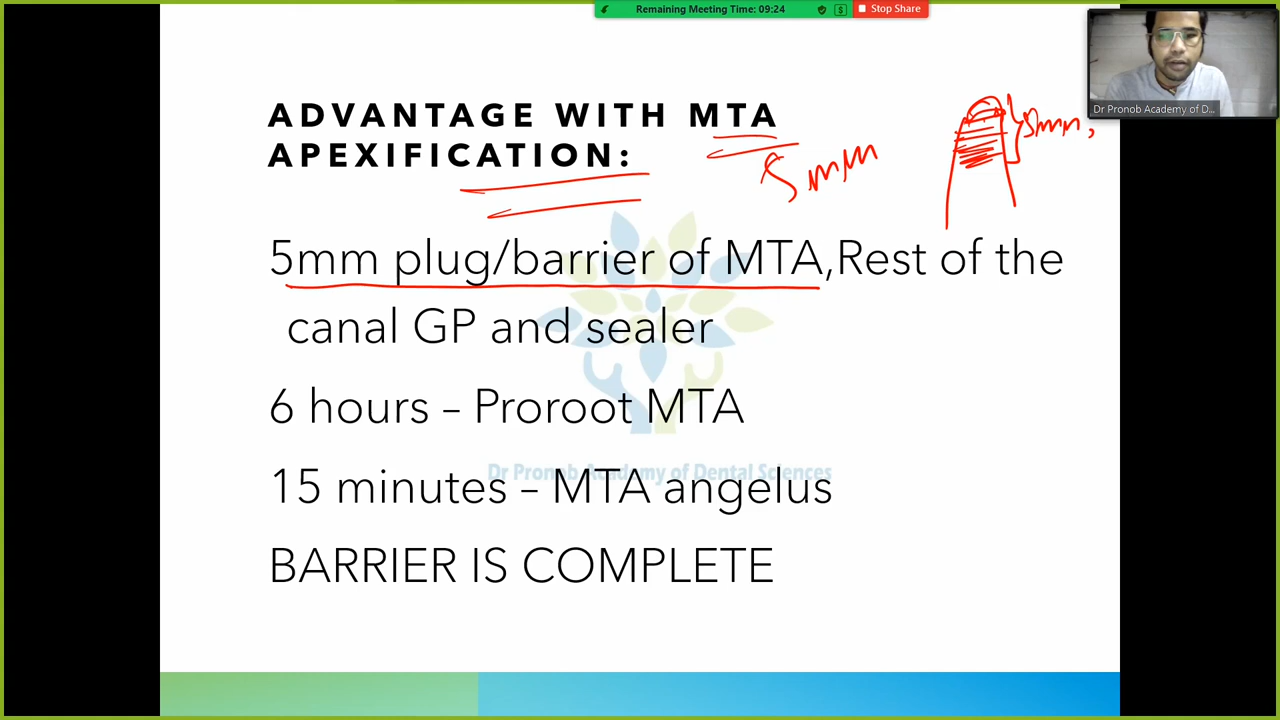 Remaining Meeting Time: 09:24
$
Stop Share
Dr Pronob Academy of D...
ADVANTAGE WITH MTA
APEXIFICATION:
5mm
5mm,
5mm plug/barrier of MTA,Rest of the
canal GP and sealer
6 hours – Proroot MTA
Dr Pronob Academy of Dental Sciences
15 minutes – MTA angelus
BARRIER IS COMPLETE